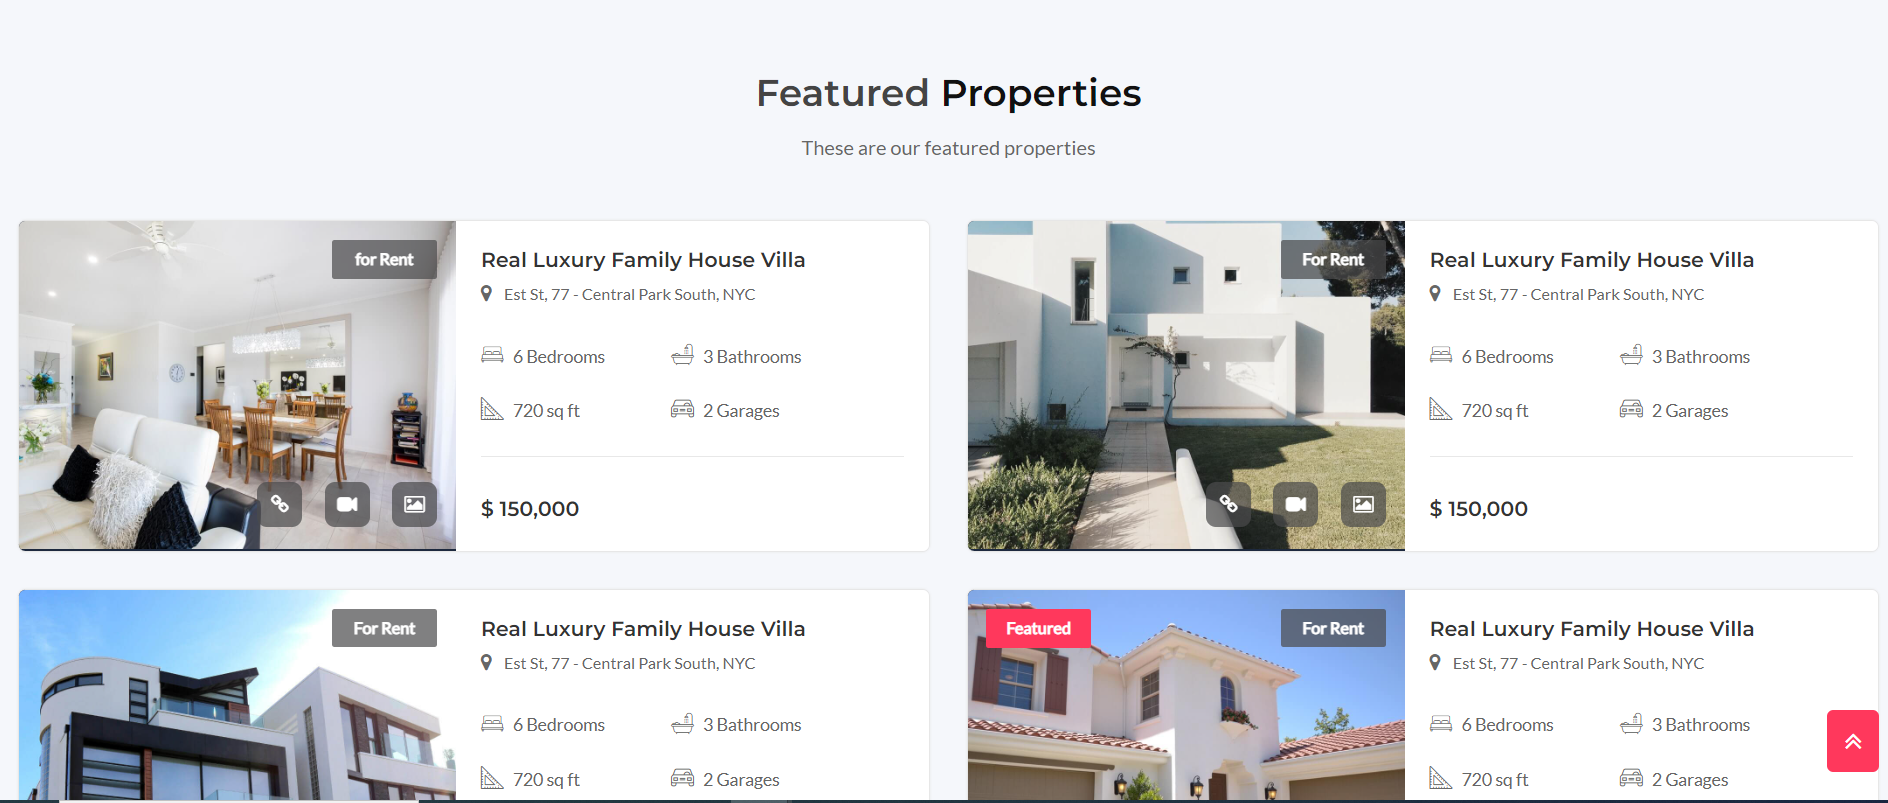 Featured Properties
These are our featured properties
for Rent
Real Luxury Family House Villa
Est St, 77 - Central Park South, NYC
6 Bedrooms
3 Bathrooms
720 sq ft
2 Garages
$ 150,000
For Rent
Real Luxury Family House Villa
Est St, 77 - Central Park South, NYC
6 Bedrooms
3 Bathrooms
720 sq ft
2 Garages
$ 150,000
For Rent
Real Luxury Family House Villa
Est St, 77 - Central Park South, NYC
6 Bedrooms
3 Bathrooms
720 sq ft
2 Garages
Featured
For Rent
Real Luxury Family House Villa
Est St, 77 - Central Park South, NYC
6 Bedrooms
3 Bathrooms
720 sq ft
2 Garages